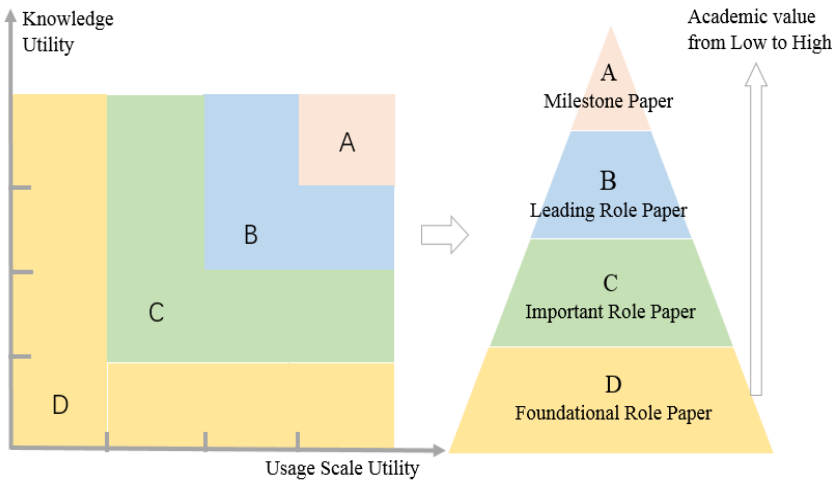 Knowledge
Utility
A
B
C
D
Usage Scale Utility
Academic value
from Low to High
A
Milestone Paper
B
Leading Role Paper
C
Important Role Paper
D
Foundational Role Paper